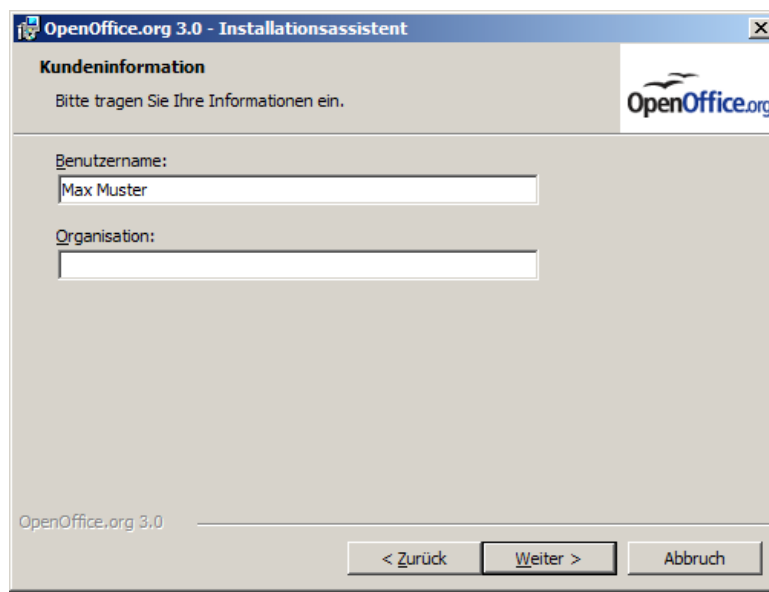 OpenOffice.org 3.0 - Installationsassistent
Kundeninformation
Bitte tragen Sie Ihre Informationen ein.
OpenOffice.org
Benutzername:
Max Muster
Organisation:
OpenOffice.org 3.0
< Zurück Weiter > Abbruch